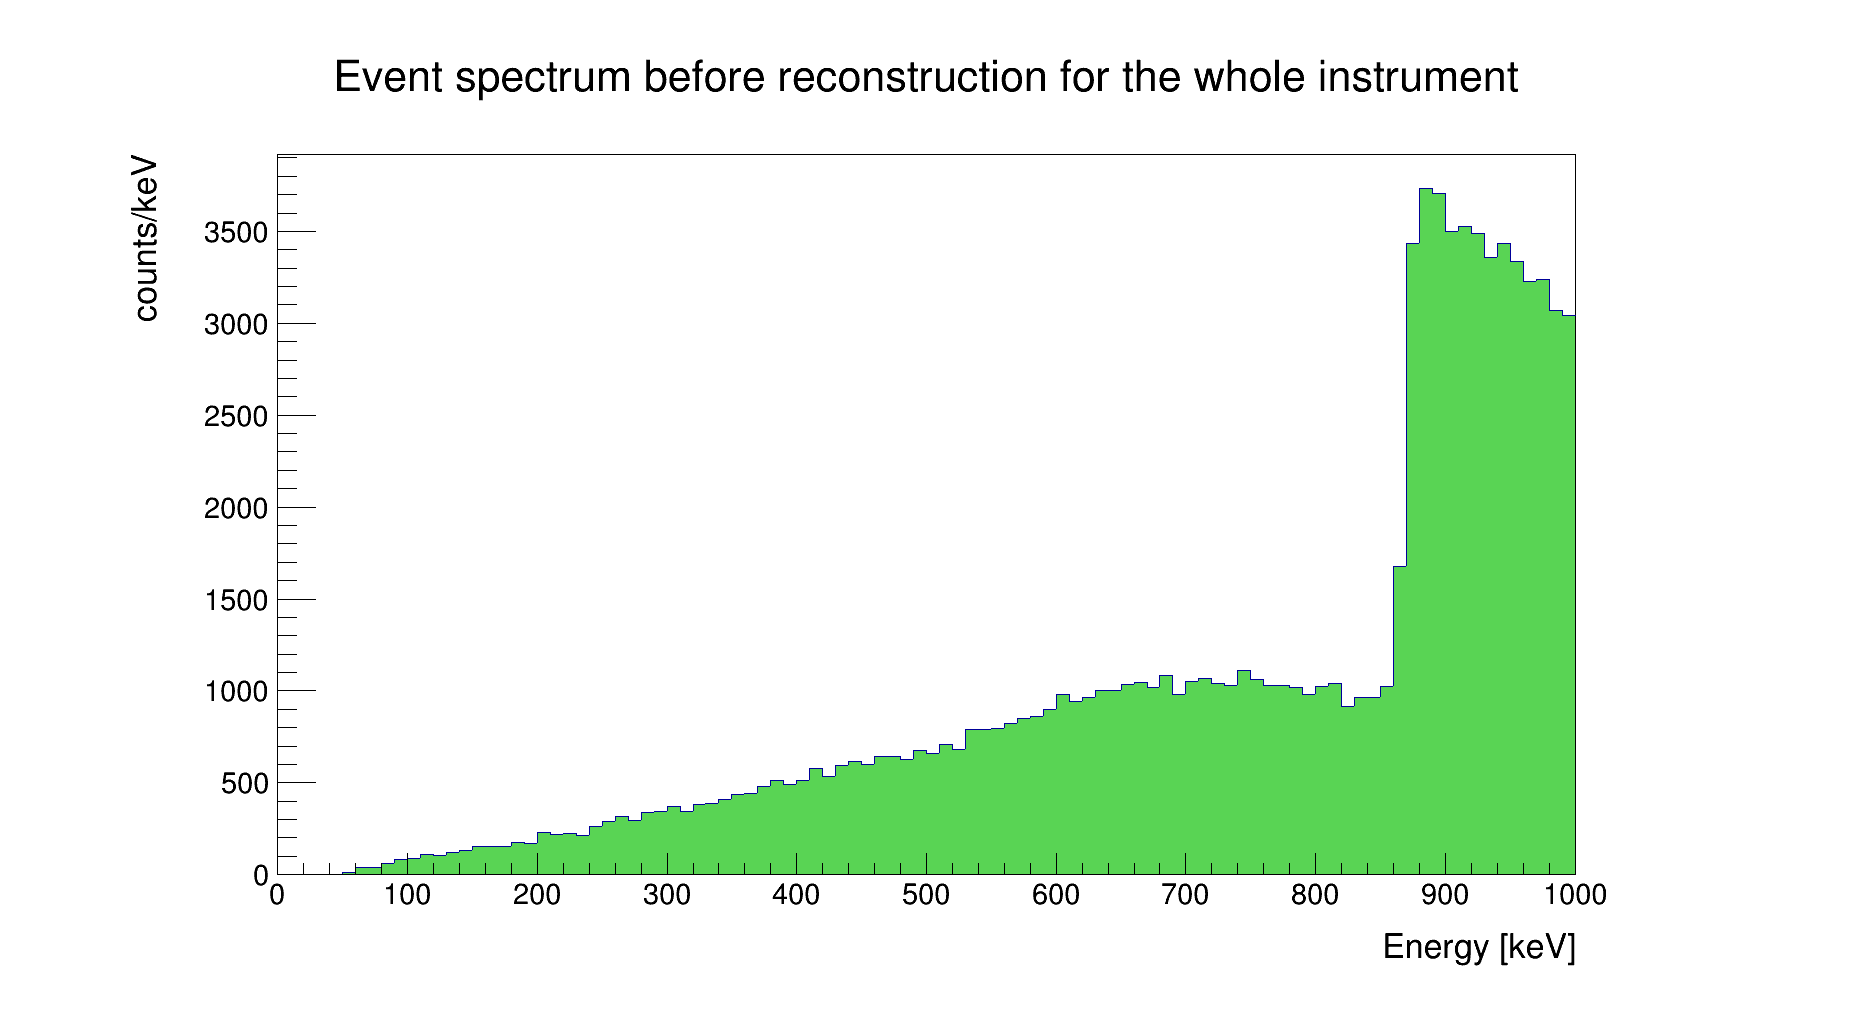 Event spectrum before reconstruction for the whole instrument
counts/keV
3500
3000
2500
2000
1500
1000
500
0
0 100 200 300 400 500 600 700 800 900 1000
Energy [keV]